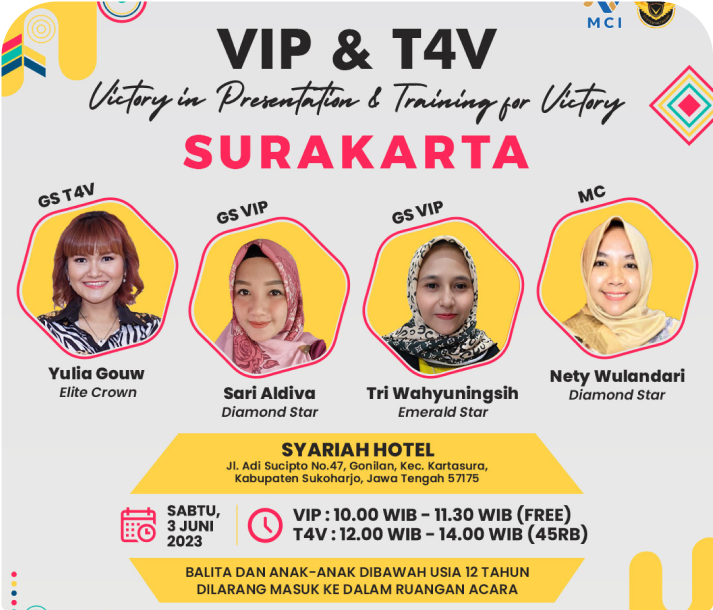 MCI
VIP & T4V
Victory in Presentation & Training for Victory
SURAKARTA
GS T4V
GS VIP
GS VIP
MC
Yulia Gouw
Elite Crown
Sari Aldiva
Diamond Star
Tri Wahyuningsih
Emerald Star
Nety Wulandari
Diamond Star
SYARIAH HOTEL
Jl. Adi Sucipto No.47, Gonilan, Kec. Kartasura,
Kabupaten Sukoharjo, Jawa Tengah 57175
SABTU,
3 JUNI
2023
VIP : 10.00 WIB - 11.30 WIB (FREE)
T4V : 12.00 WIB - 14.00 WIB (45RB)
BALITA DAN ANAK-ANAK DIBAWAH USIA 12 TAHUN
DILARANG MASUK KE DALAM RUANGAN ACARA